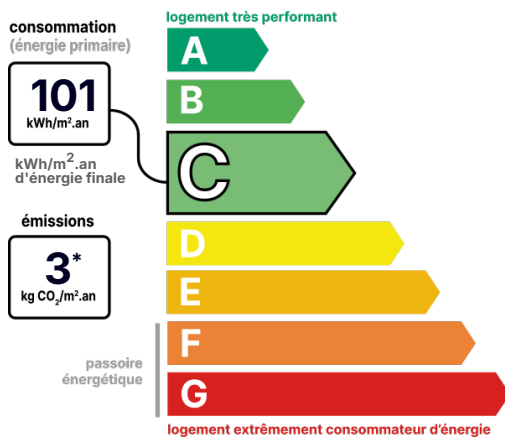 logement très performant
consommation
(énergie primaire)
101
kWh/m².an
kWh/m².an
d'énergie finale
émissions
3*
kg CO₂/m².an
passoire
énergétique
A
B
C
D
E
F
G
logement extrêmement consommateur d'énergie